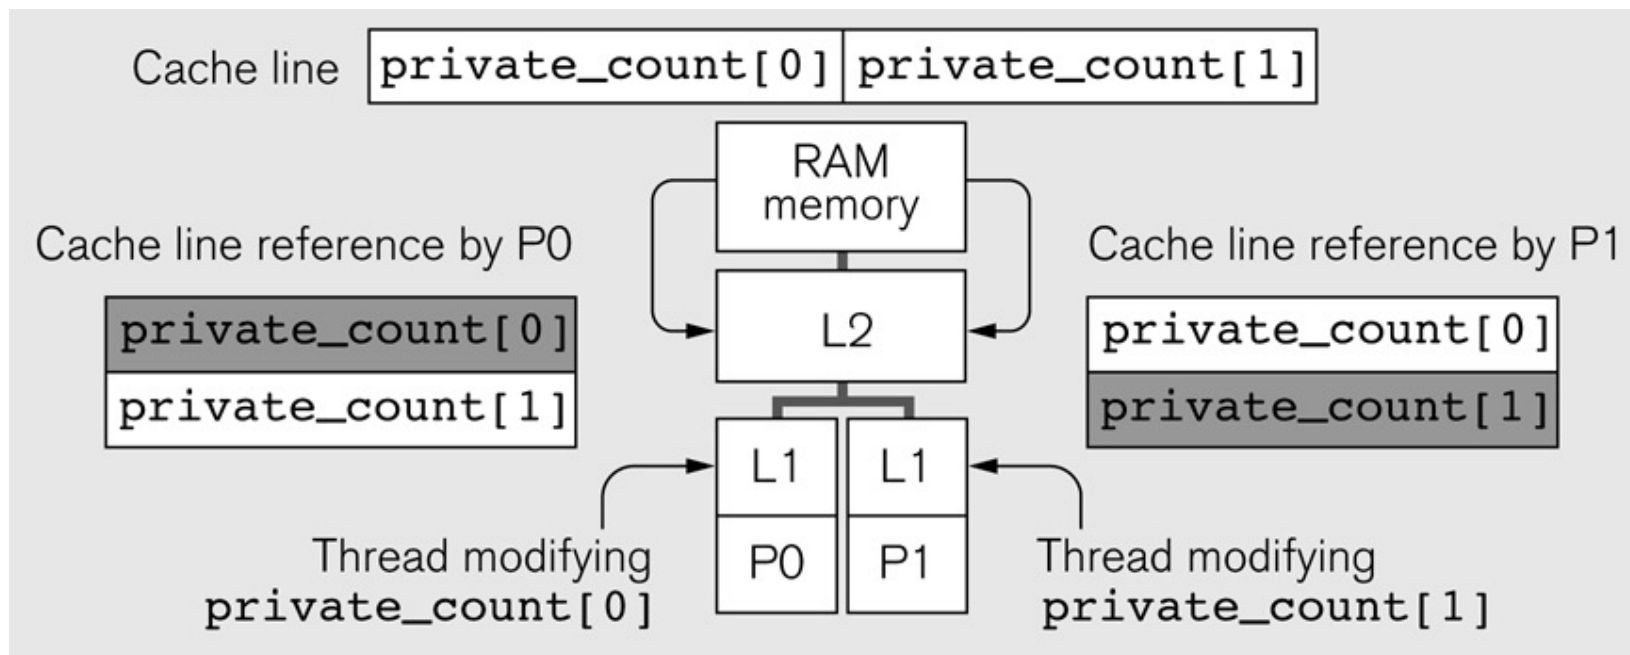 Cache line
private_count[0] private_count[1]
RAM
memory
Cache line reference by P0
Cache line reference by P1
private_count[0]
private_count[1]
L2
private_count[0]
private_count[1]
L1 L1
P0 P1
Thread modifying
private_count[0]
Thread modifying
private_count[1]